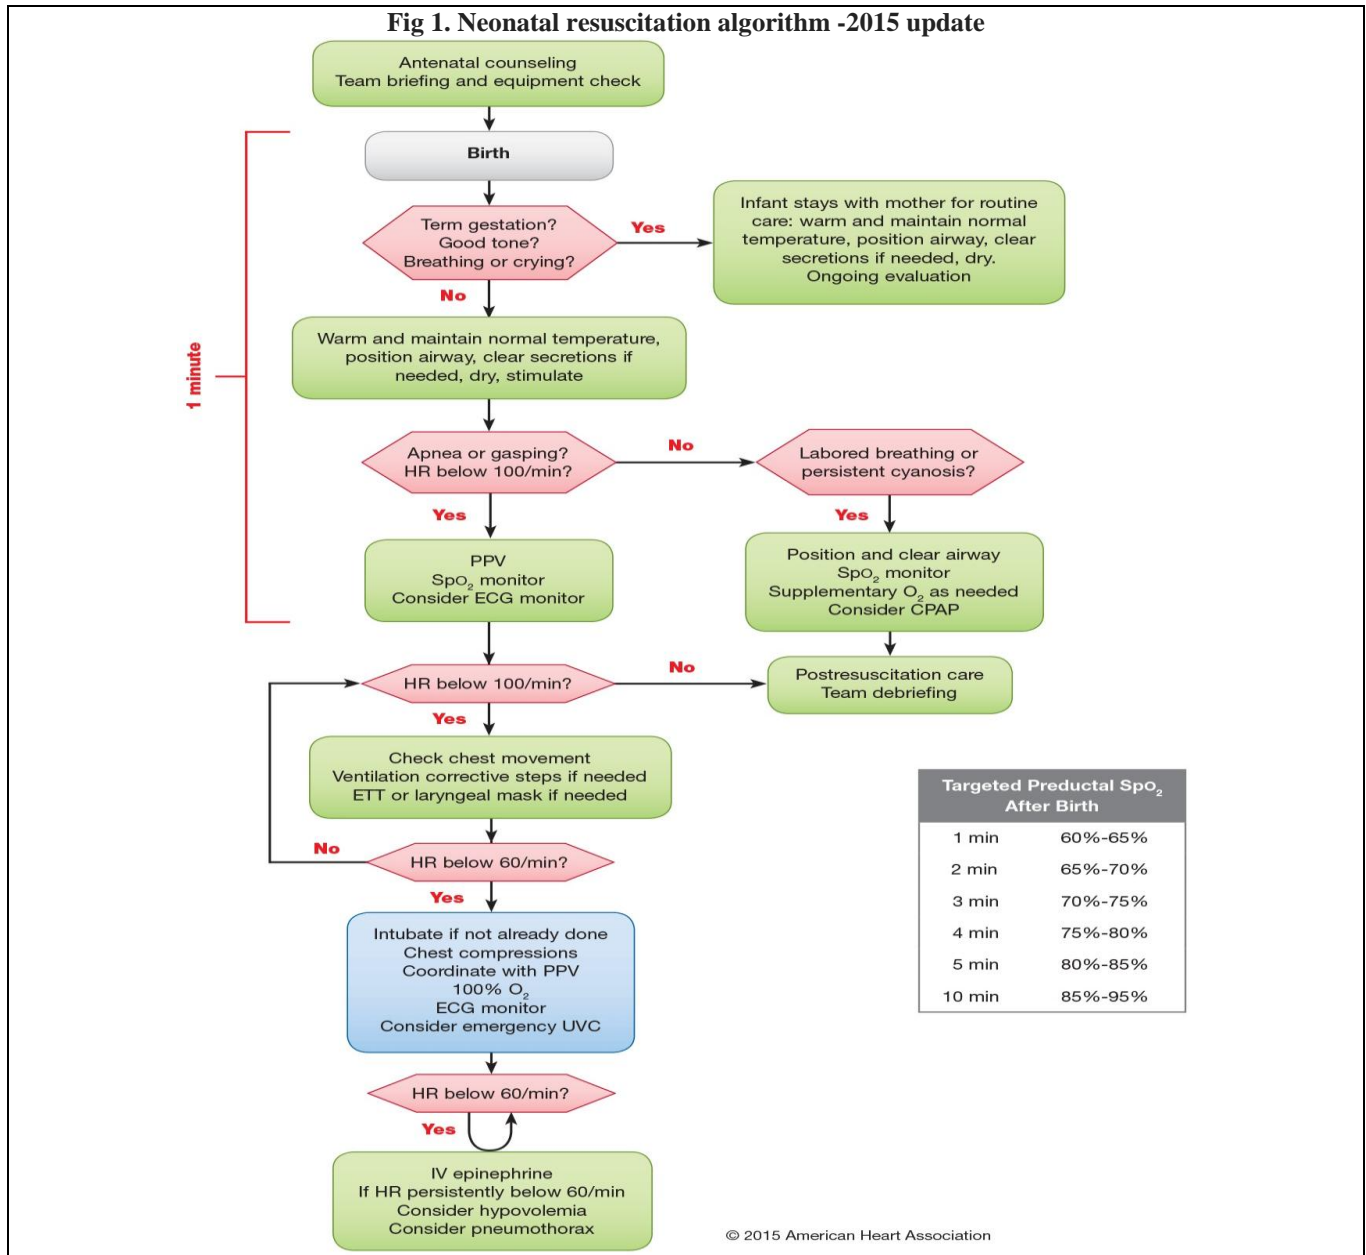 Fig 1. Neonatal resuscitation algorithm -2015 update
Antenatal counseling
Team briefing and equipment check
Birth
Term gestation?
Good tone?
Breathing or crying?
Yes
Infant stays with mother for routine
care: warm and maintain normal
temperature, position airway, clear
secretions if needed, dry.
Ongoing evaluation
No
1 minute
Warm and maintain normal temperature,
position airway, clear secretions if
needed, dry, stimulate
Apnea or gasping?
HR below 100/min?
No
Labored breathing or
persistent cyanosis?
Yes
Yes
PPV
SpO₂ monitor
Consider ECG monitor
Position and clear airway
SpO₂ monitor
Supplementary O₂ as needed
Consider CPAP
HR below 100/min?
No
Postresuscitation care
Team debriefing
Yes
Check chest movement
Ventilation corrective steps if needed
ETT or laryngeal mask if needed
No
HR below 60/min?
Yes
Intubate if not already done
Chest compressions
Coordinate with PPV
100% O₂
ECG monitor
Consider emergency UVC
HR below 60/min?
Yes
IV epinephrine
If HR persistently below 60/min
Consider hypovolemia
Consider pneumothorax
Targeted Preductal SpO₂
After Birth
1 min 60%-65%
2 min 65%-70%
3 min 70%-75%
4 min 75%-80%
5 min 80%-85%
10 min 85%-95%
© 2015 American Heart Association